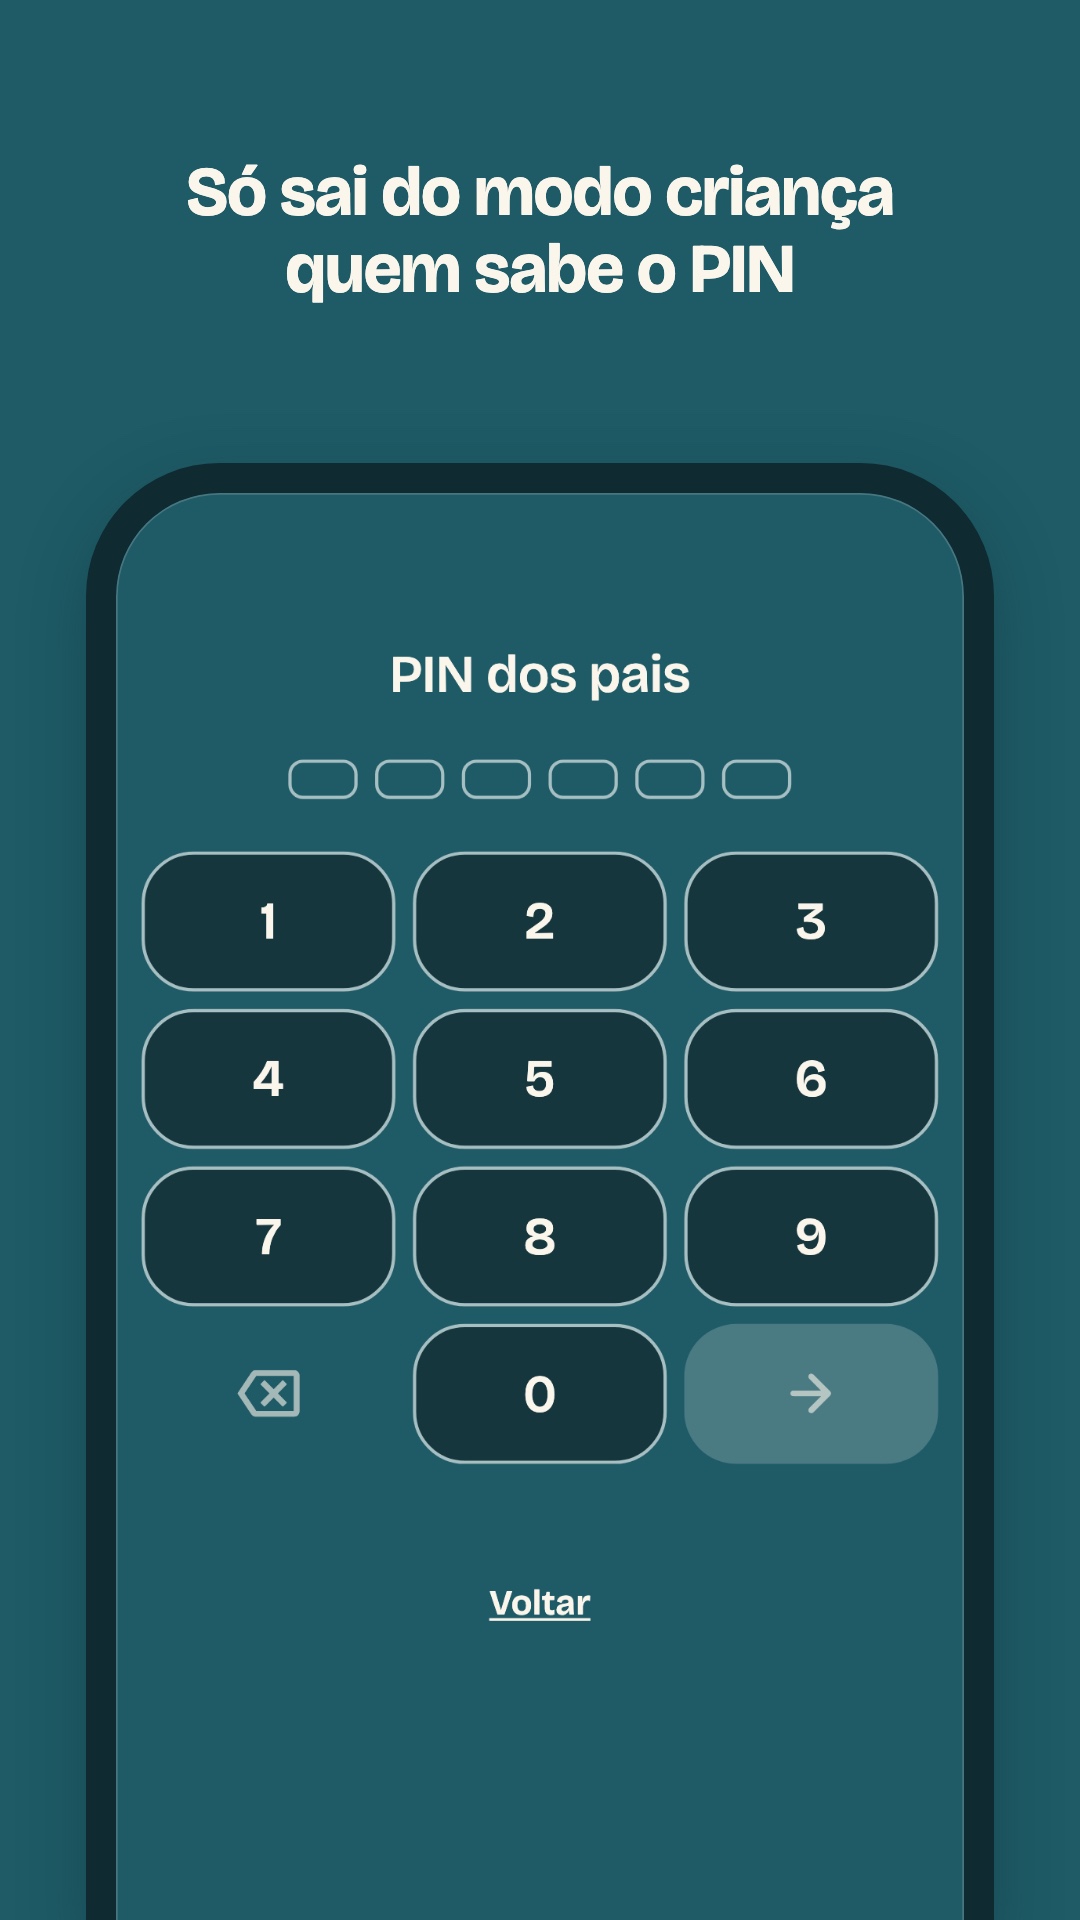 Só sai do modo criança
quem sabe o PIN
PIN dos pais
1 2 3
4 5 6
7 8 9
0
Voltar